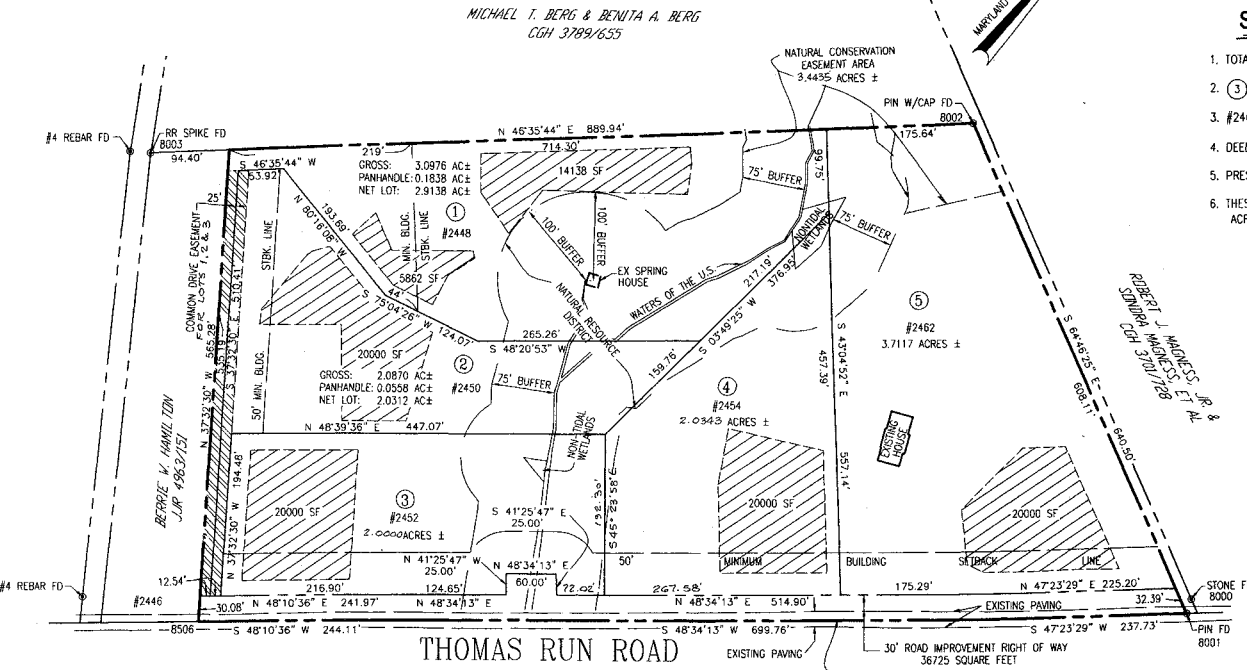 MICHAEL T. BERG & BENITA A. BERG
CGH 3789/655
MARYLAND
1. TOTA
2. 3
3. #24
4. DEE
5. PRES
6. THES
ACR
NATURAL CONSERVATION
EASEMENT AREA
3.4435 ACRES ±
PIN W/CAP FD
8002
#4 REBAR FD
RR SPIKE FD
8003
94.40'
N 46°35'44" E 889.94'
175.64'
219'
714.30'
S 46°35'44" W
53.92'
GROSS: 3.0976 AC±
PANHANDLE: 0.1838 AC±
NET LOT: 2.9138 AC±
14138 SF
99.75'
75' BUFFER
25'
193.69'
N 80°16'08" W
1
#2448
MIN. BLDG.
STBK. LINE
100' BUFFER
100' BUFFER
75' BUFFER
NONTIDAL
WETLANDS
STBK. LINE
COMMON DRIVE EASEMENT
FOR LOTS 1, 2 & 3
5862 SF
EX SPRING
HOUSE
WATERS OF THE U.S.
217.19'
376.95'
S 03°49'25" W
44'
S 75°04'26" W 124.07'
NATURAL RESOURCE
DISTRICT
5
#2462
3.7117 ACRES ±
ROBERT J. MAGNESS, JR. &
SONDRA MAGNESS, ET AL
CGH 3701/768
N 37°32'30" W 565.28'
535.19'
S 37°32'30" E 510.41'
265.26'
S 48°20'53" W
20000 SF
2
#2450
GROSS: 2.0870 AC±
PANHANDLE: 0.0558 AC±
NET LOT: 2.0312 AC±
75' BUFFER
159.76'
S 43°04'52" E
457.39'
S 64°46'25" E 608.11'
640.50'
4
#2454
2.0343 ACRES ±
50' MIN. BLDG.
N 48°39'36" E 447.07'
EXISTING
HOUSE
BERRIE W. HAMILTON
JJR 4963/151
N 37°32'30" W 194.48'
NON-TIDAL
WETLANDS
557.14'
3
#2452
2.0000 ACRES ±
20000 SF
S 41°25'47" E
25.00'
192.39'
S 45°23'58" E
20000 SF
20000 SF
N 41°25'47" W
25.00'
N 48°34'13" E
50' MINIMUM BUILDING SETBACK LINE
#4 REBAR FD
12.54'
216.90'
124.65'
60.00'
72.02'
267.58
175.29'
N 47°23'29" E 225.20'
STONE F
8000
#2446
30.08'
N 48°10'36" E 241.97'
N 48°34'13" E
N 48°34'13" E 514.90'
EXISTING PAVING
32.39'
8506
S 48°10'36" W 244.11'
S 48°34'13" W 699.76'
S 47°23'29" W 237.73'
PIN FD
8001
THOMAS RUN ROAD
EXISTING PAVING
30' ROAD IMPROVEMENT RIGHT OF WAY
36725 SQUARE FEET